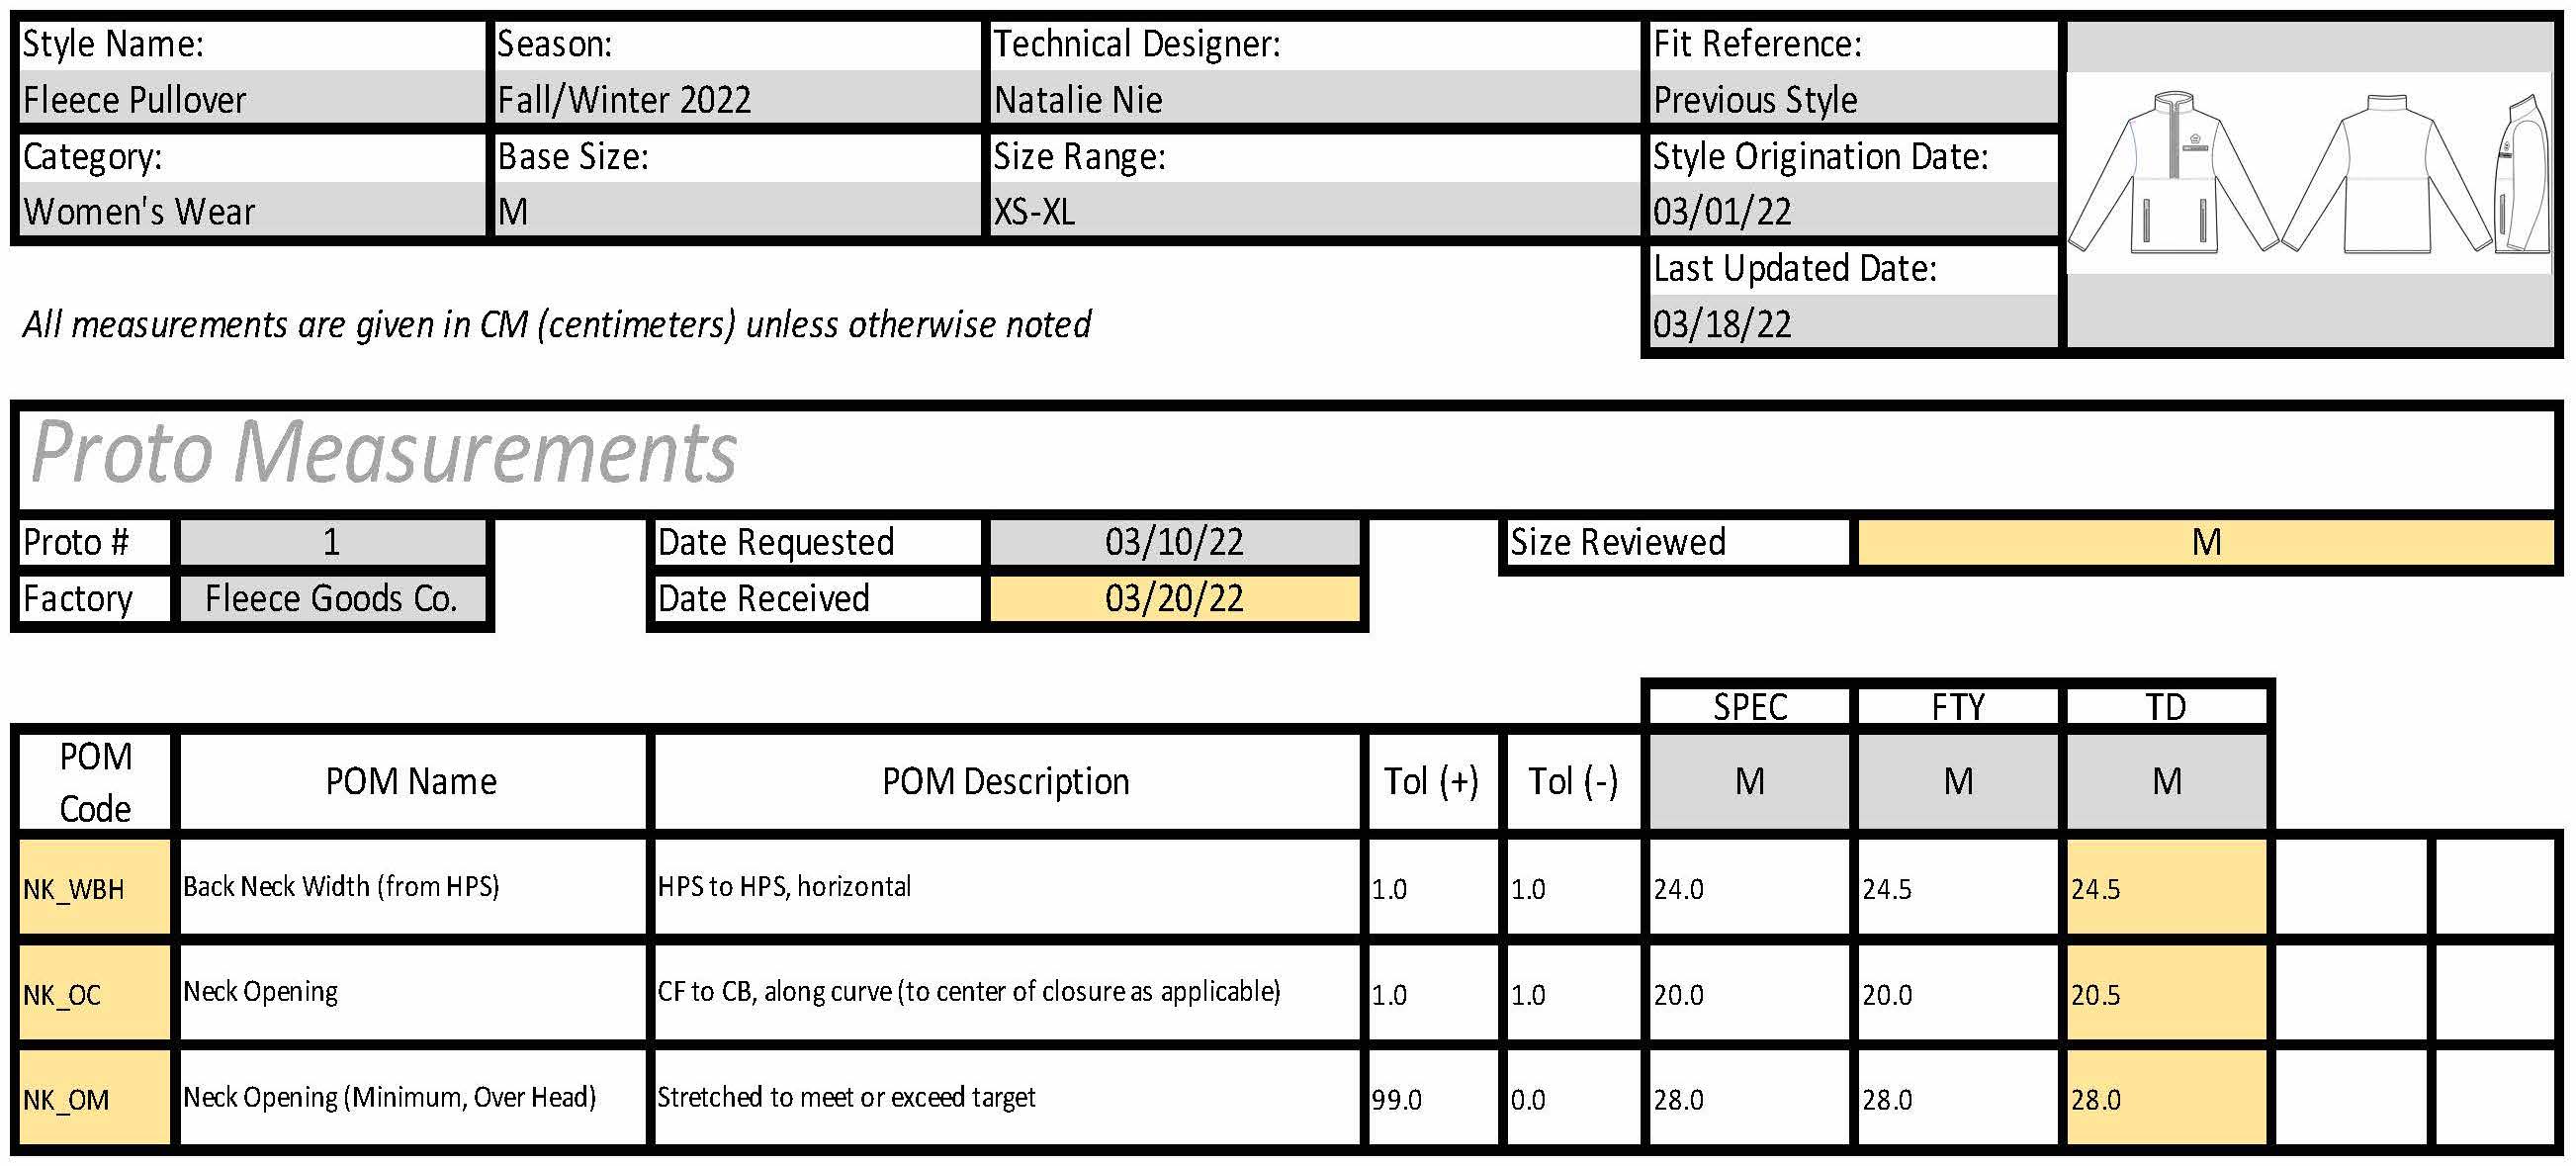 Style Name: Season: Technical Designer: Fit Reference:
Fleece Pullover Fall/Winter 2022 Natalie Nie Previous Style
Category: Base Size: Size Range: Style Origination Date:
Women's Wear M XS-XL 03/01/22
Last Updated Date:
All measurements are given in CM (centimeters) unless otherwise noted 03/18/22
Proto Measurements
Proto # 1 Date Requested 03/10/22 Size Reviewed M
Factory Fleece Goods Co. Date Received 03/20/22
SPEC FTY TD
POM Code POM Name POM Description Tol (+) Tol (-) M M M
NK_WBH Back Neck Width (from HPS) HPS to HPS, horizontal 1.0 1.0 24.0 24.5 24.5
NK_OC Neck Opening CF to CB, along curve (to center of closure as applicable) 1.0 1.0 20.0 20.0 20.5
NK_OM Neck Opening (Minimum, Over Head) Stretched to meet or exceed target 99.0 0.0 28.0 28.0 28.0